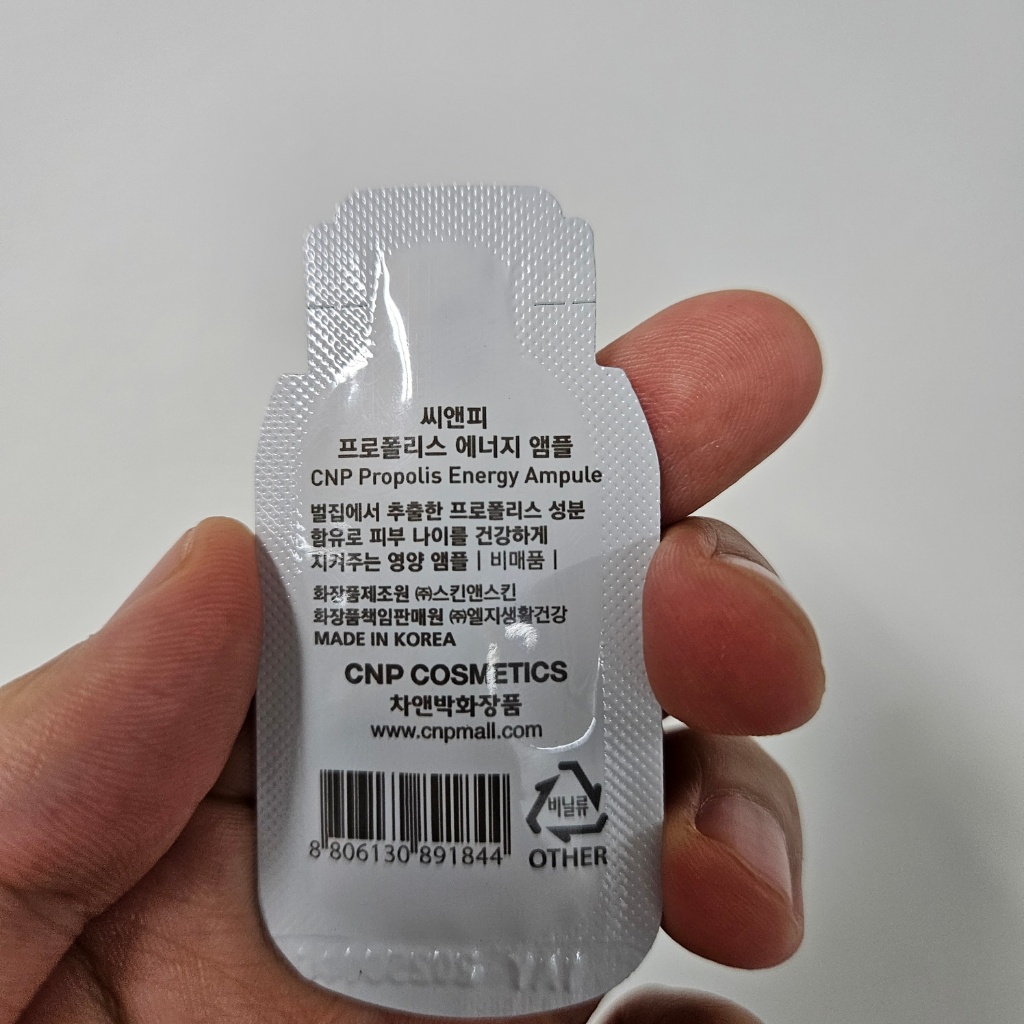 씨앤피
프로폴리스 에너지 앰플
CNP Propolis Energy Ampule
벌집에서 추출한 프로폴리스 성분
함유로 피부 나이를 건강하게
지켜주는 영양 앰플 | 비매품 |
화장품제조원 ㈜스킨앤스킨
화장품책임판매원 ㈜엘지생활건강
MADE IN KOREA
CNP COSMETICS
차앤박화장품
www.cnpmall.com
비닐류
OTHER
8 806130 891844